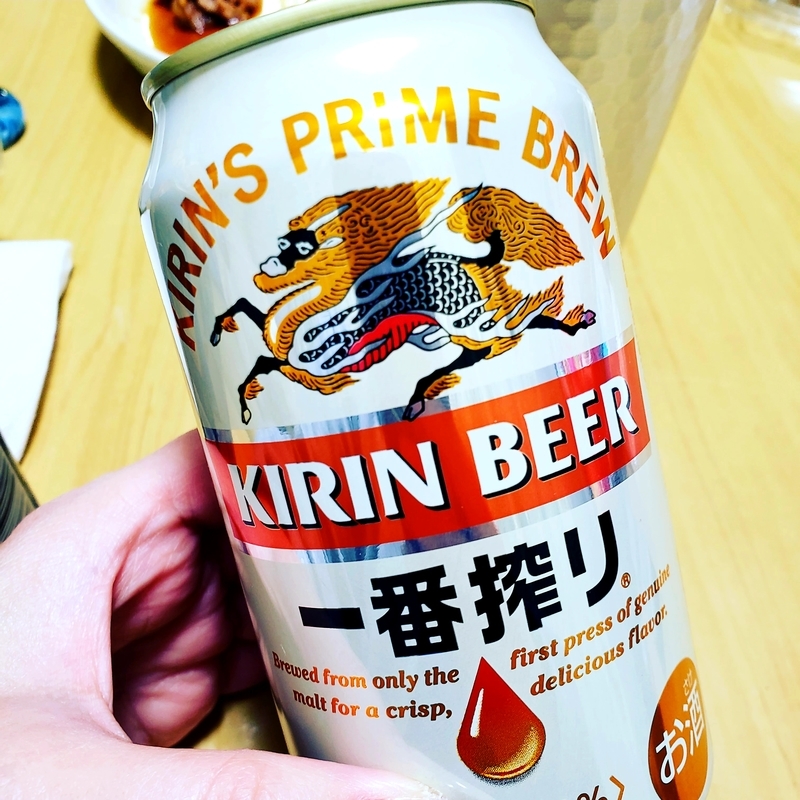 KIRIN'S PRIME BREW
KIRIN BEER
一番搾り®
Brewed from only the
malt for a crisp,
first press of genuine
delicious flavor.
お酒
%〉